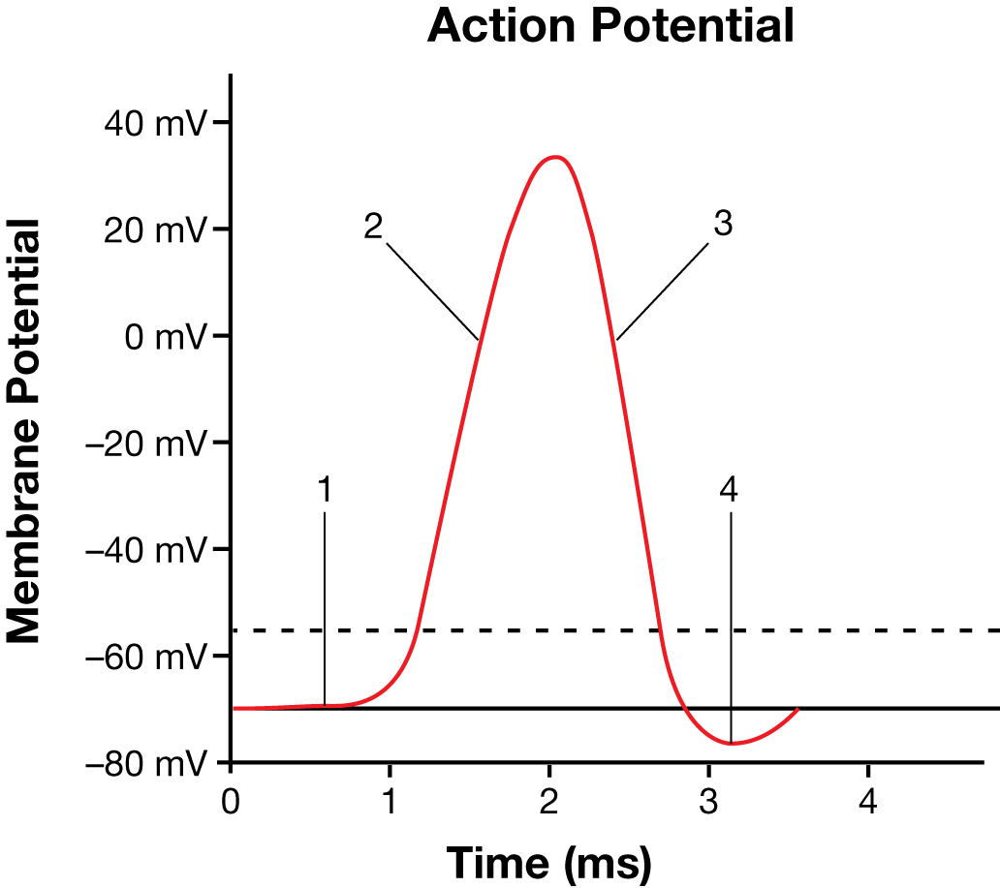 Action Potential
Membrane Potential
40 mV
20 mV
0 mV
–20 mV
–40 mV
–60 mV
–80 mV
2
3
1
4
0 1 2 3 4
Time (ms)